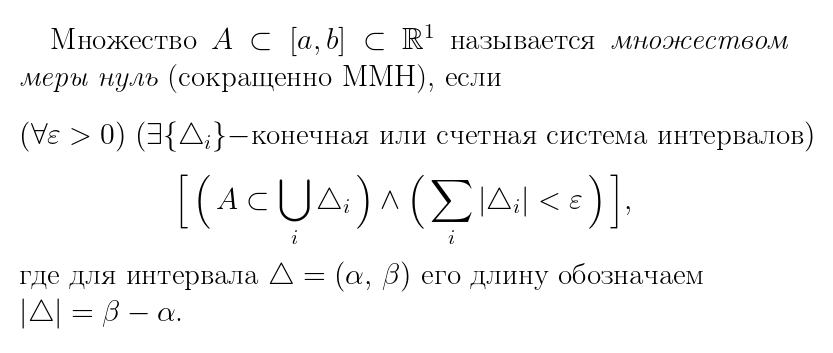 Множество A ⊂ [a, b] ⊂ ℝ¹ называется множеством
меры нуль (сокращенно ММН), если
(∀ε > 0) (∃{△ᵢ}−конечная или счетная система интервалов)
[(A ⊂ ⋃ᵢ △ᵢ) ∧ (∑ᵢ |△ᵢ| < ε)],
где для интервала △ = (α, β) его длину обозначаем
|△| = β − α.